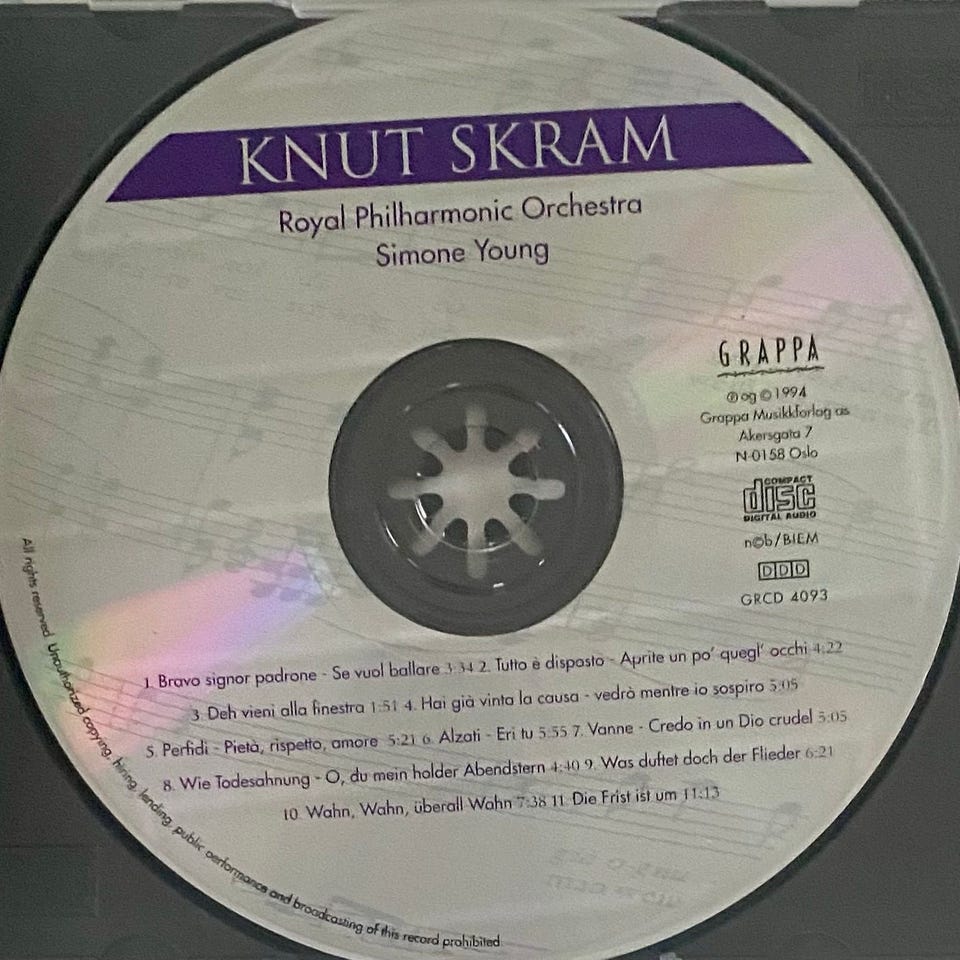 KNUT SKRAM
Royal Philharmonic Orchestra
Simone Young
GRAPPA
℗ og © 1994
Grappa Musikkforlag as
Akersgata 7
N-0158 Oslo
COMPACT
disc
DIGITAL AUDIO
n©b/BIEM
DDD
GRCD 4093
1. Bravo signor padrone - Se vuol ballare 3:34 2. Tutto è disposto - Aprite un po' quegl' occhi 4:22
3. Deh vieni alla finestra 1:51 4. Hai già vinta la causa - vedrò mentre io sospiro 5:05
5. Perfidi - Pietà, rispetto, amore 5:21 6. Alzati - Eri tu 5:55 7. Vanne - Credo in un Dio crudel 5:05
8. Wie Todesahnung - O, du mein holder Abendstern 4:40 9. Was duftet doch der Flieder 6:21
10. Wahn, Wahn, überall Wahn 7:38 11. Die Frist ist um 11:13
All rights reserved. Unauthorized copying, hiring, lending, public performance and broadcasting of this record prohibited.